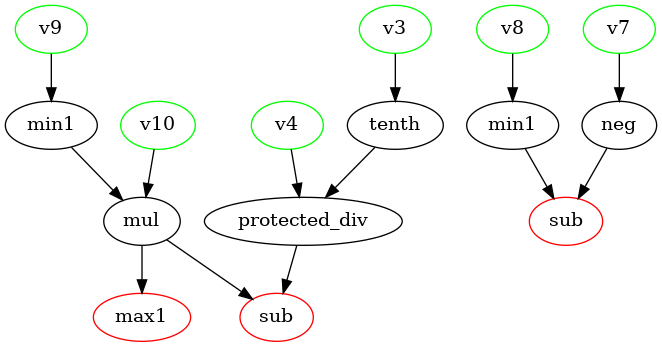 v9
v3
v8
v7
min1
v10
v4
tenth
min1
neg
mul
protected_div
sub
max1
sub